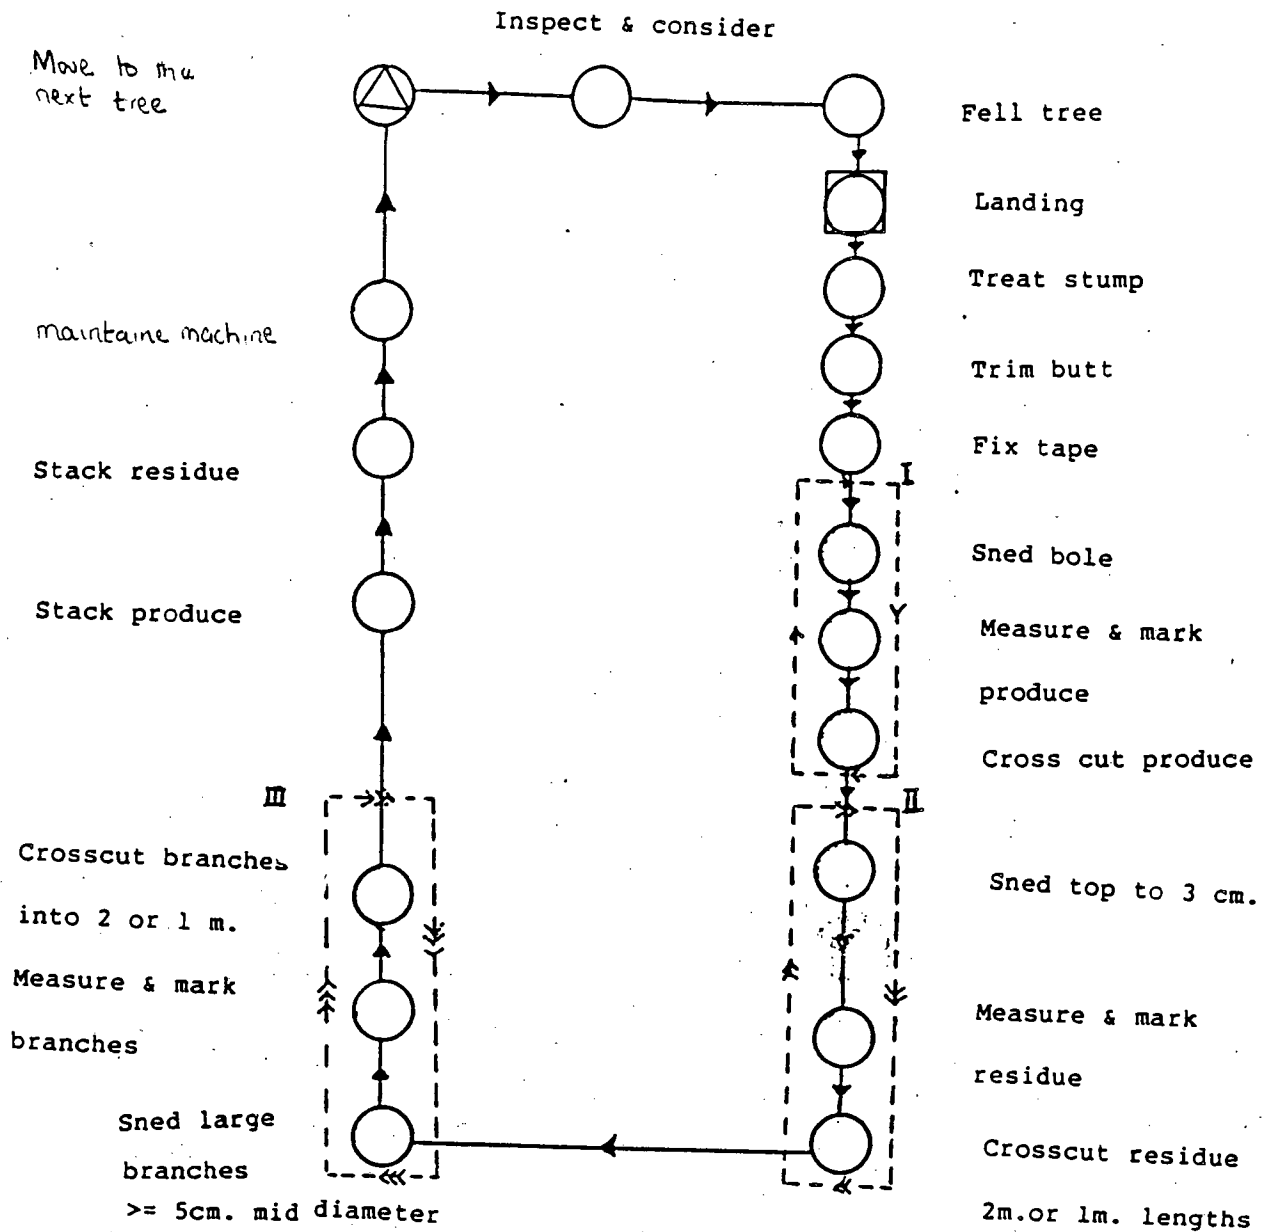 Inspect & consider
Move to the
next tree
Fell tree
Landing
Treat stump
Trim butt
Fix tape
I
Sned bole
Measure & mark
produce
Cross cut produce
II
Sned top to 3 cm.
Measure & mark
residue
Crosscut residue
2m.or 1m. lengths
maintaine machine
Stack residue
Stack produce
III
Crosscut branches
into 2 or 1 m.
Measure & mark
branches
Sned large
branches
>= 5cm. mid diameter